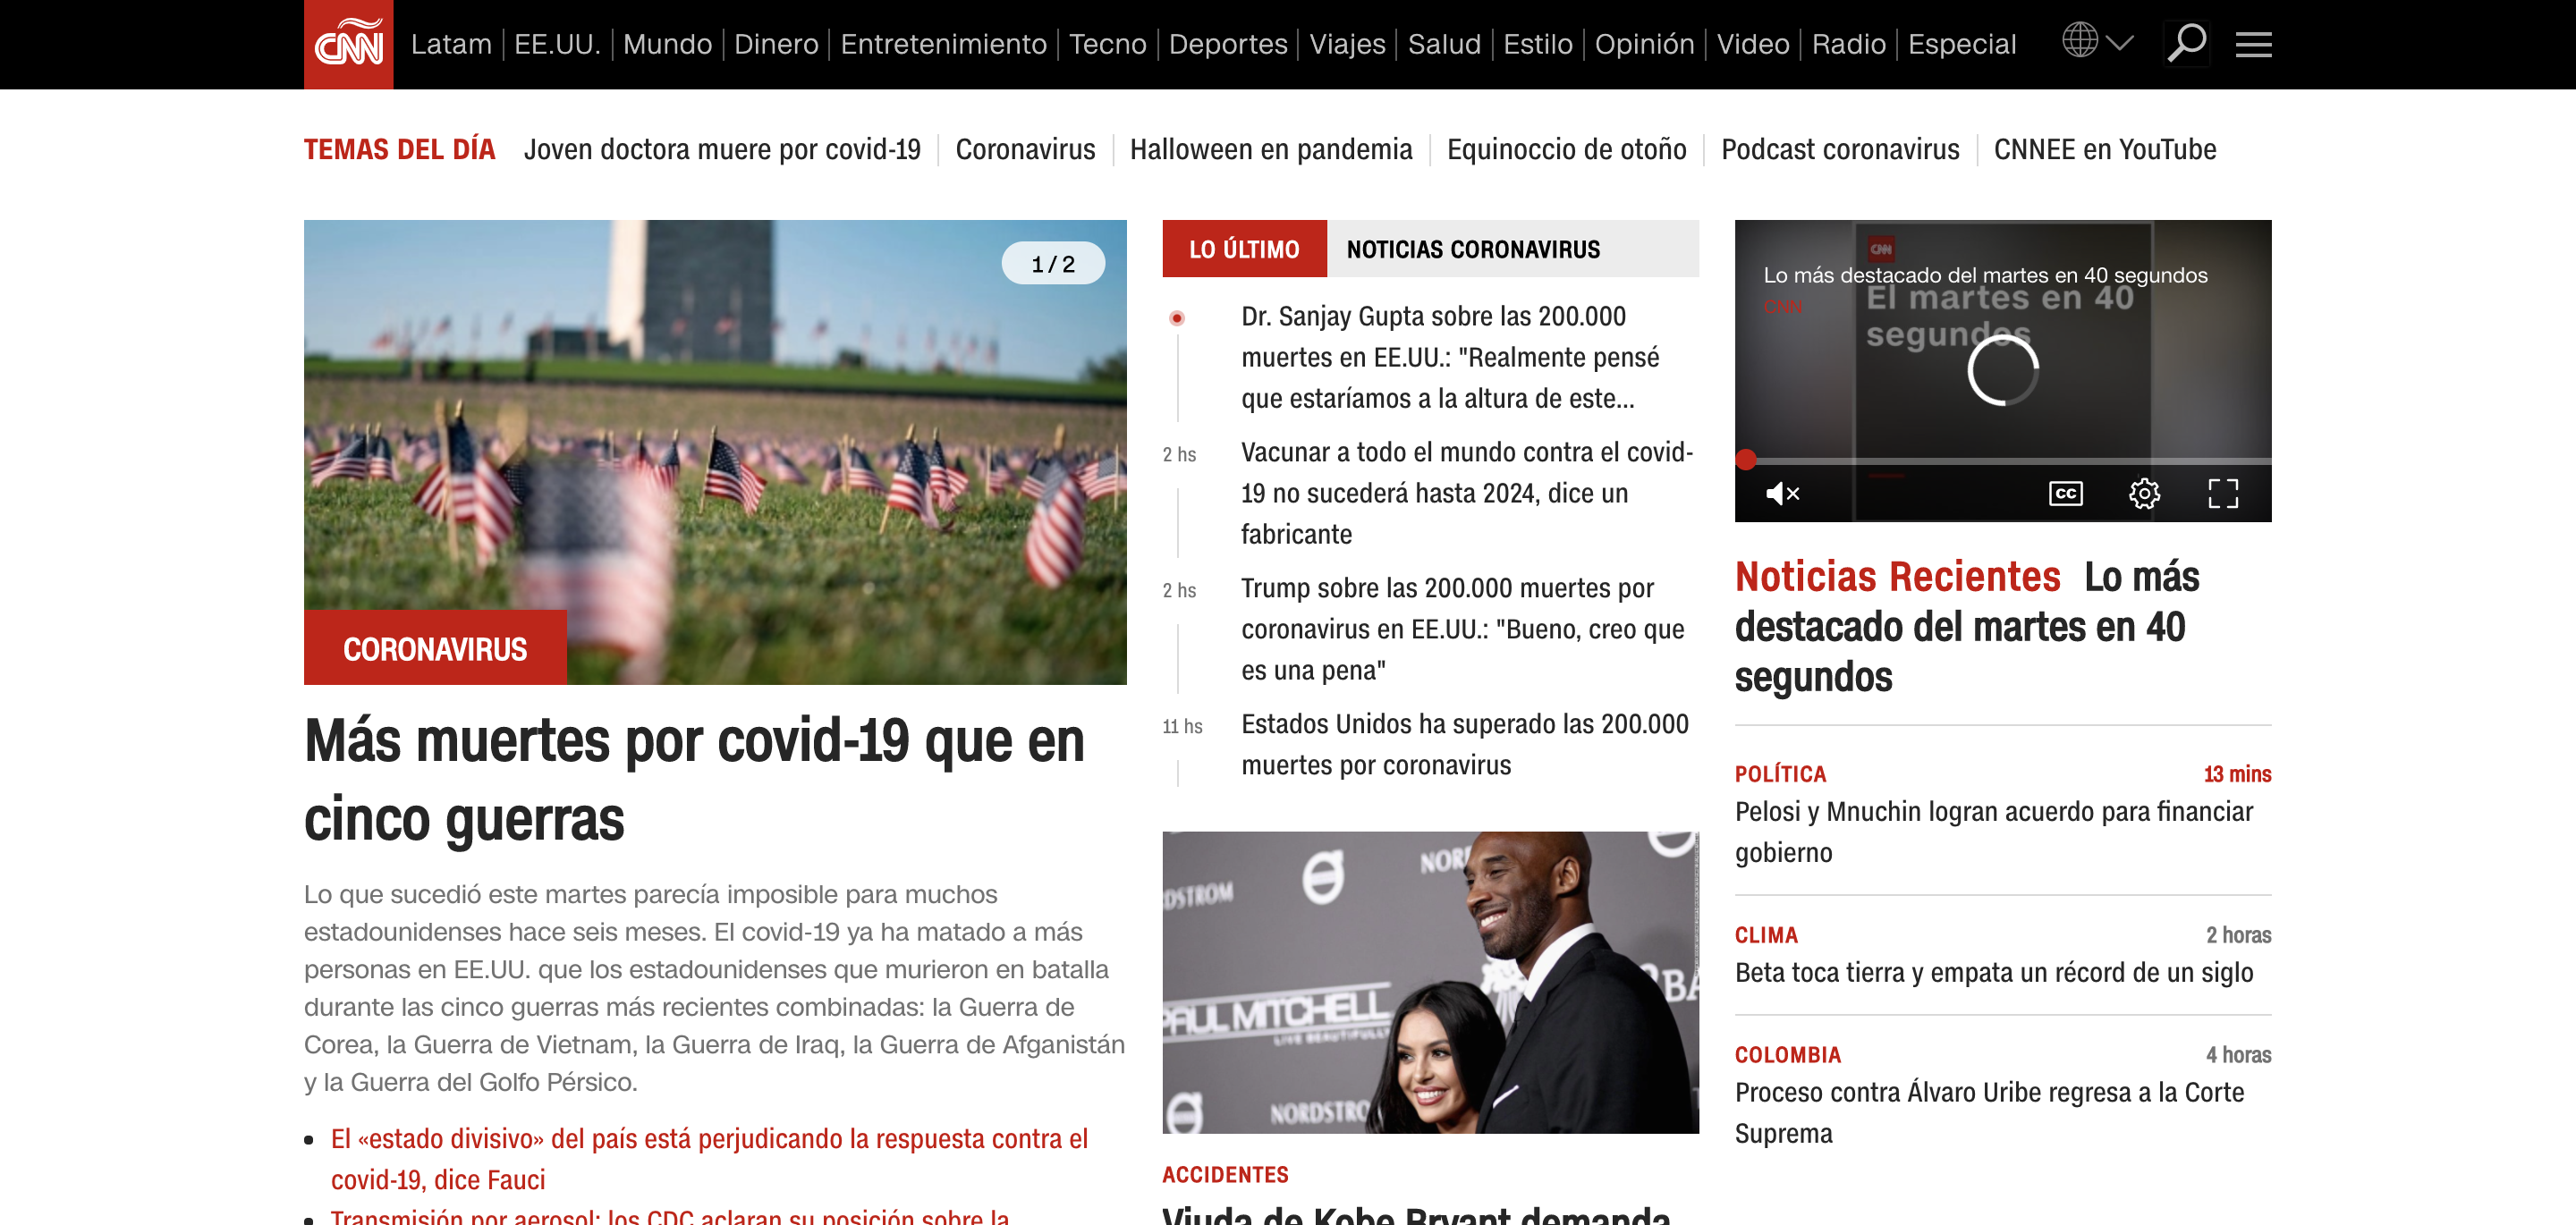 CNN
Latam EE.UU. Mundo Dinero Entretenimiento Tecno Deportes Viajes Salud Estilo Opinión Video Radio Especial
TEMAS DEL DÍA Joven doctora muere por covid-19 Coronavirus Halloween en pandemia Equinoccio de otoño Podcast coronavirus CNNEE en YouTube
1/2
CORONAVIRUS
Más muertes por covid-19 que en
cinco guerras
Lo que sucedió este martes parecía imposible para muchos
estadounidenses hace seis meses. El covid-19 ya ha matado a más
personas en EE.UU. que los estadounidenses que murieron en batalla
durante las cinco guerras más recientes combinadas: la Guerra de
Corea, la Guerra de Vietnam, la Guerra de Iraq, la Guerra de Afganistán
y la Guerra del Golfo Pérsico.
El «estado divisivo» del país está perjudicando la respuesta contra el
covid-19, dice Fauci
Transmisión por aerosol: los CDC aclaran su posición sobre la
LO ÚLTIMO NOTICIAS CORONAVIRUS
Dr. Sanjay Gupta sobre las 200.000
muertes en EE.UU.: "Realmente pensé
que estaríamos a la altura de este...
2 hs Vacunar a todo el mundo contra el covid-
19 no sucederá hasta 2024, dice un
fabricante
2 hs Trump sobre las 200.000 muertes por
coronavirus en EE.UU.: "Bueno, creo que
es una pena"
11 hs Estados Unidos ha superado las 200.000
muertes por coronavirus
NOR
DSTROM
PAUL MITCHELL
LIVE BEAUTIFULLY
BA
NORDSTRO
ACCIDENTES
Viuda de Kobe Bryant demanda
CNN
Lo más destacado del martes en 40 segundos
CNN
El martes en 40
segundos
CC
Noticias Recientes Lo más
destacado del martes en 40
segundos
POLÍTICA 13 mins
Pelosi y Mnuchin logran acuerdo para financiar
gobierno
CLIMA 2 horas
Beta toca tierra y empata un récord de un siglo
COLOMBIA 4 horas
Proceso contra Álvaro Uribe regresa a la Corte
Suprema